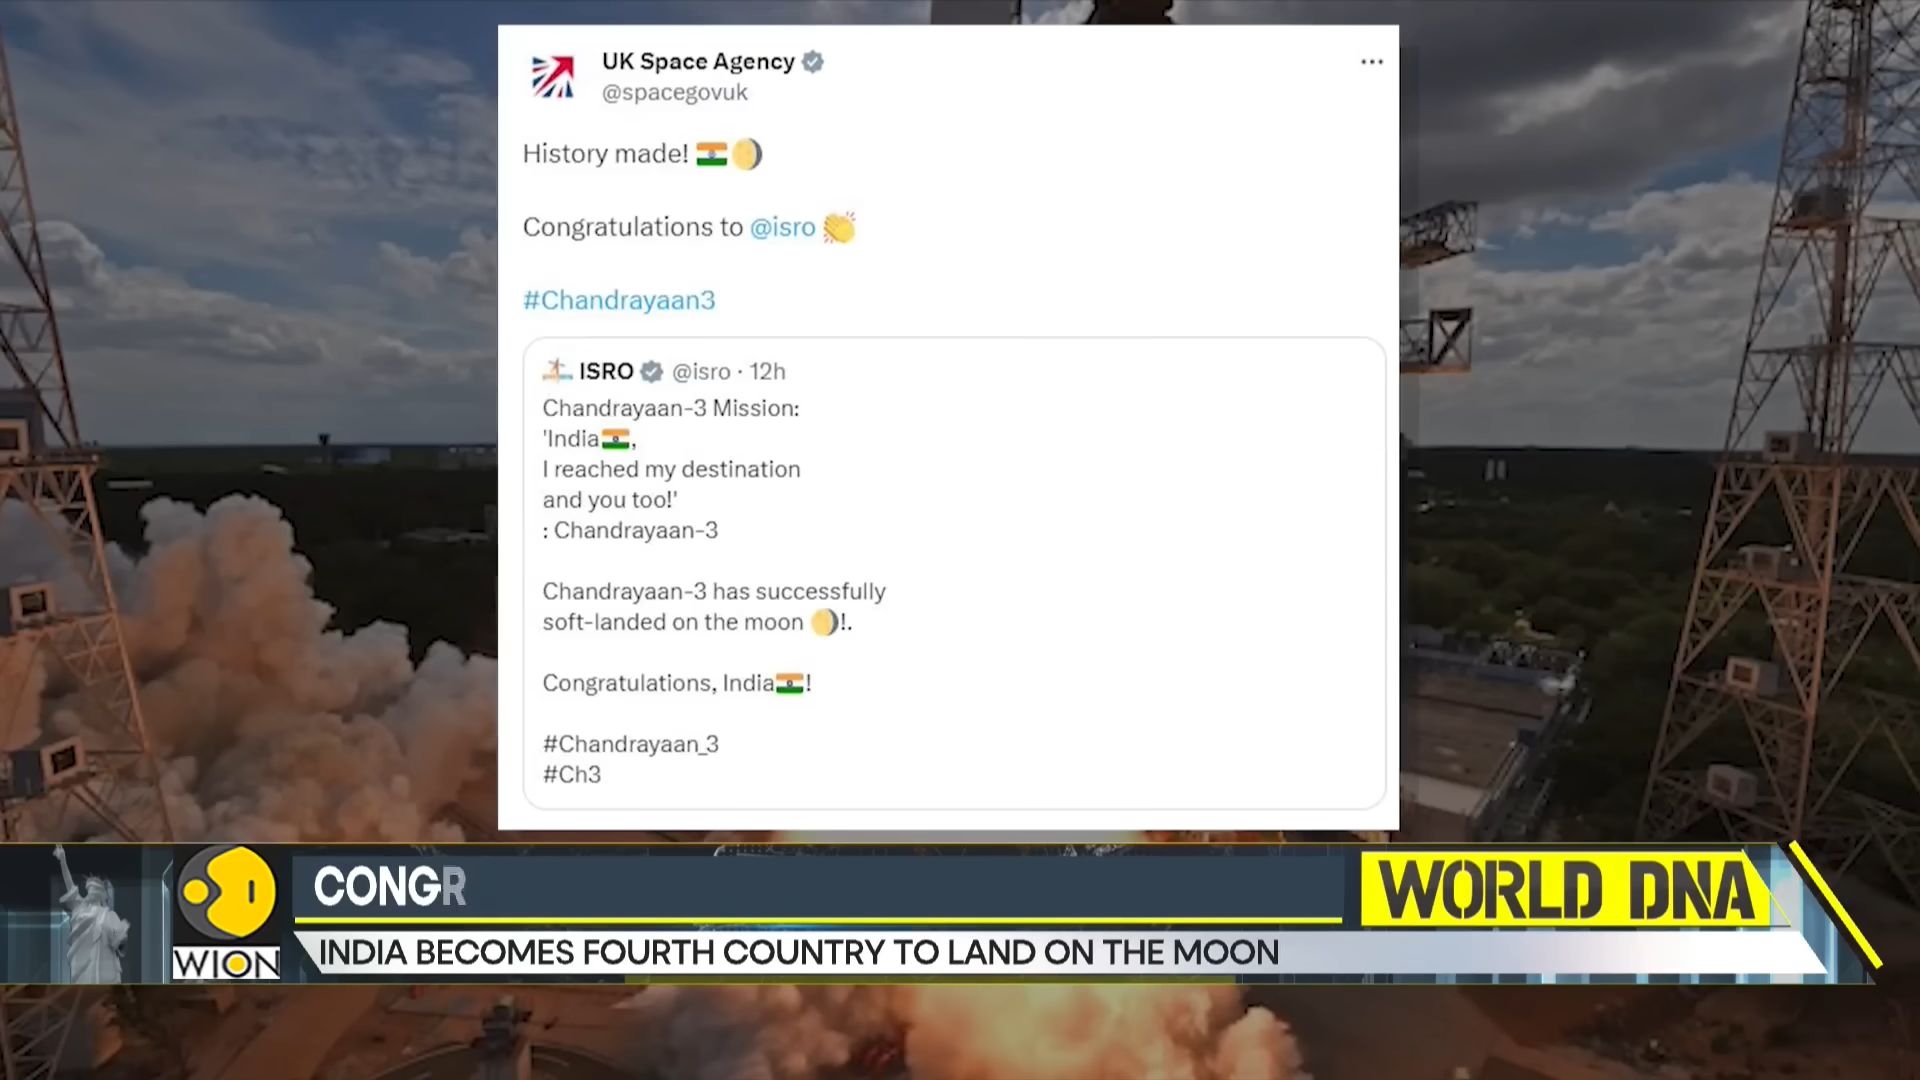 UK Space Agency
@spacegovuk
History made! 🇮🇳🌖
Congratulations to @isro 👏
#Chandrayaan3
ISRO @isro · 12h
Chandrayaan-3 Mission:
'India🇮🇳,
I reached my destination
and you too!'
: Chandrayaan-3
Chandrayaan-3 has successfully
soft-landed on the moon 🌖!.
Congratulations, India🇮🇳!
#Chandrayaan_3
#Ch3
CONGR
WORLD DNA
WION
INDIA BECOMES FOURTH COUNTRY TO LAND ON THE MOON